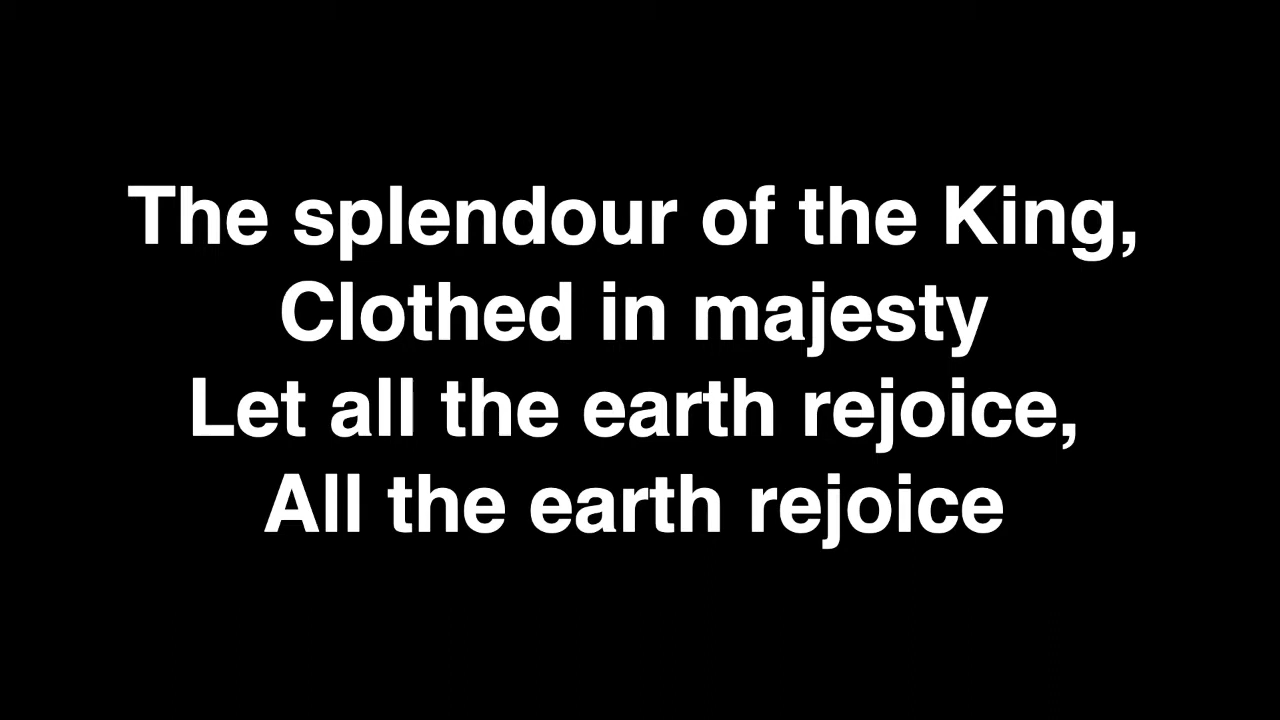 The splendour of the King,
Clothed in majesty
Let all the earth rejoice,
All the earth rejoice